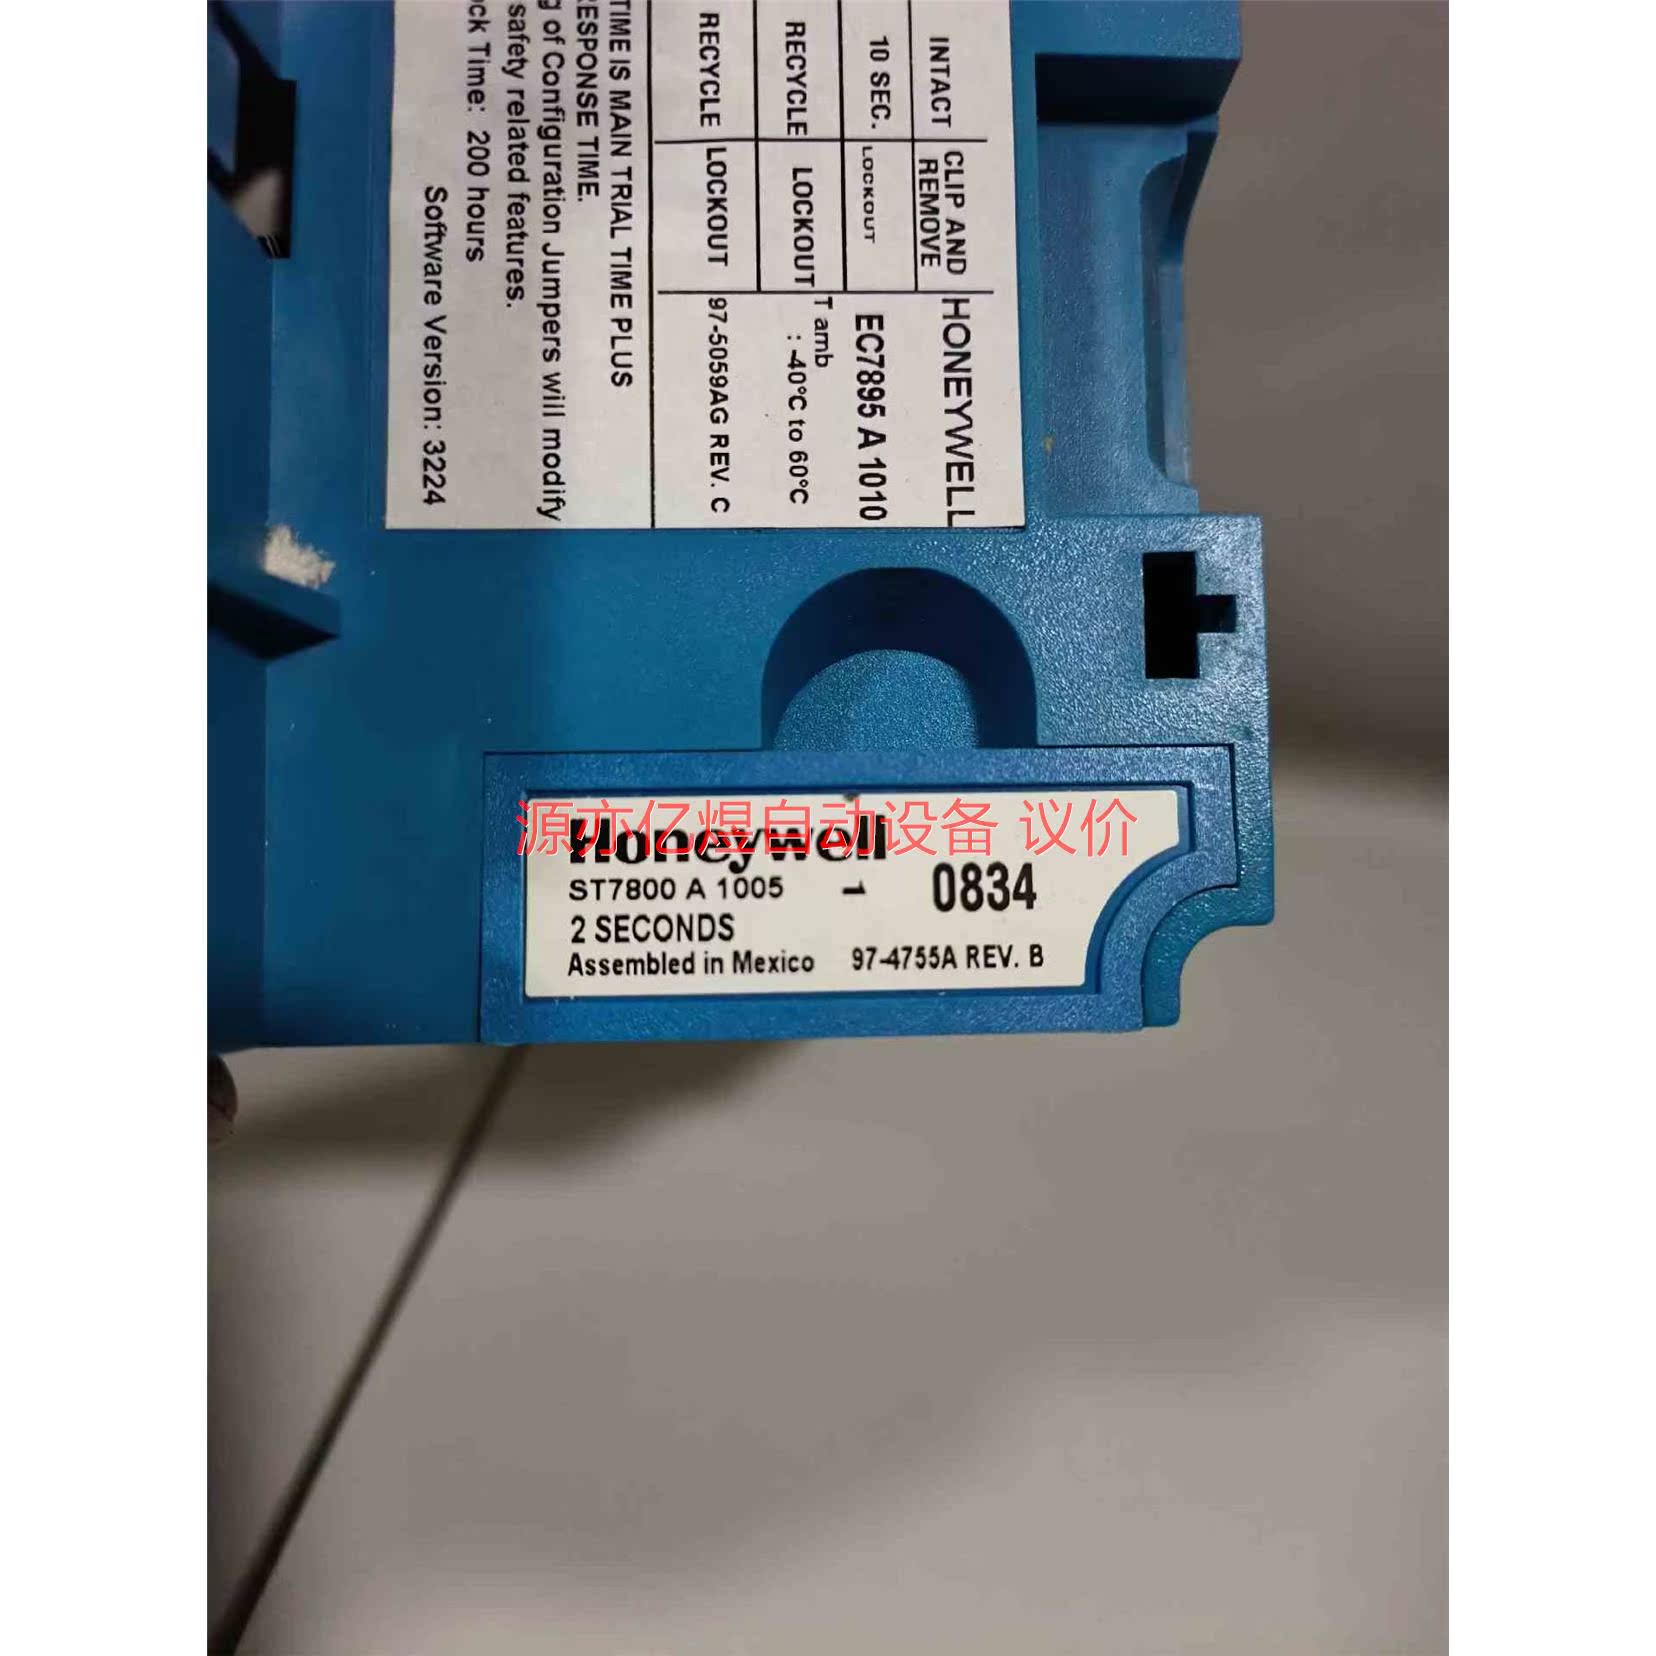 INTACT
CLIP AND
REMOVE
HONEYWELL
10 SEC.
LOCKOUT
EC7895 A 1010
RECYCLE
LOCKOUT
T amb
: -40°C to 60°C
RECYCLE
LOCKOUT
97-5059AG REV. C
TIME IS MAIN TRIAL TIME PLUS
RESPONSE TIME.
g of Configuration Jumpers will modify
safety related features.
ock Time: 200 hours
Software Version: 3224
源亦亿煜自动设备 议价
Honeywell
ST7800 A 1005 1 0834
2 SECONDS
Assembled in Mexico 97-4755A REV. B